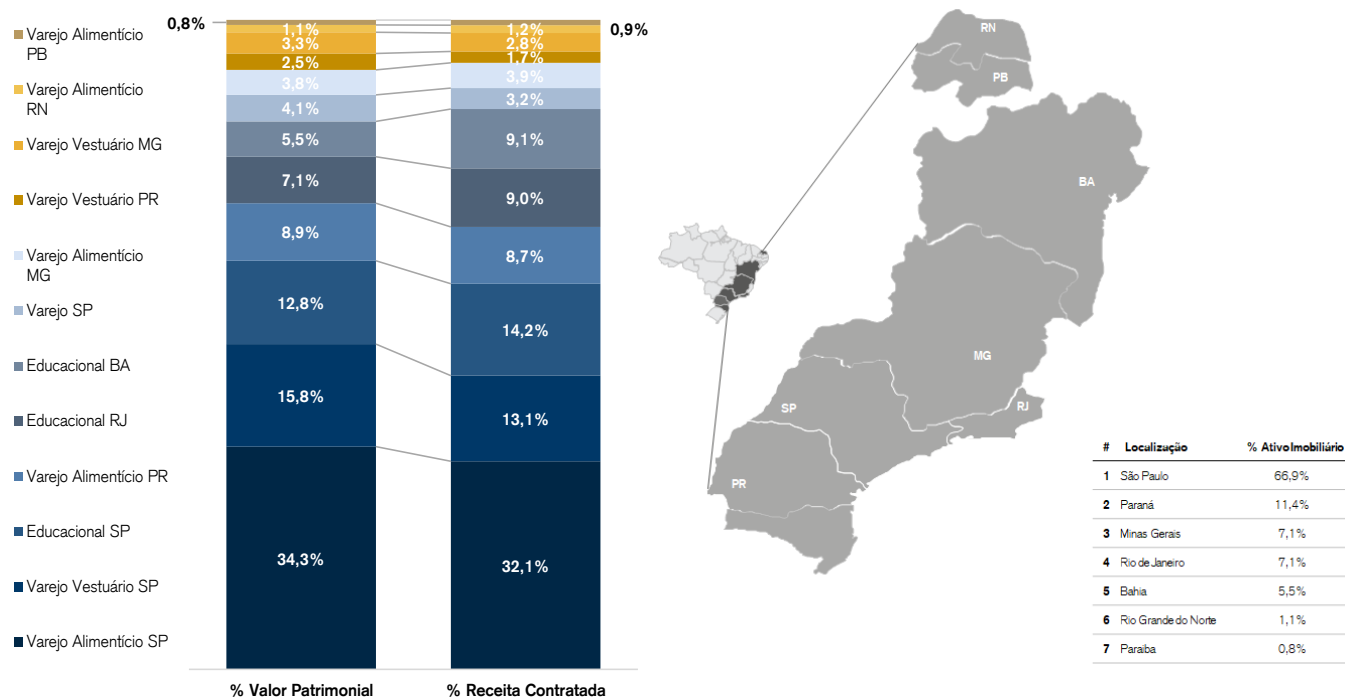 Varejo Alimentício
PB
Varejo Alimentício
RN
Varejo Vestuário MG
Varejo Vestuário PR
Varejo Alimentício
MG
Varejo SP
Educacional BA
Educacional RJ
Varejo Alimentício PR
Educacional SP
Varejo Vestuário SP
Varejo Alimentício SP
0,8%
1,1%
3,3%
2,5%
3,8%
4,1%
5,5%
7,1%
8,9%
12,8%
15,8%
34,3%
% Valor Patrimonial
0,9%
1,2%
2,8%
1,7%
3,9%
3,2%
9,1%
9,0%
8,7%
14,2%
13,1%
32,1%
% Receita Contratada
RN
PB
BA
MG
SP
RJ
PR
# Localização % Ativo Imobiliário
1 São Paulo 66,9%
2 Paraná 11,4%
3 Minas Gerais 7,1%
4 Rio de Janeiro 7,1%
5 Bahia 5,5%
6 Rio Grande do Norte 1,1%
7 Paraiba 0,8%